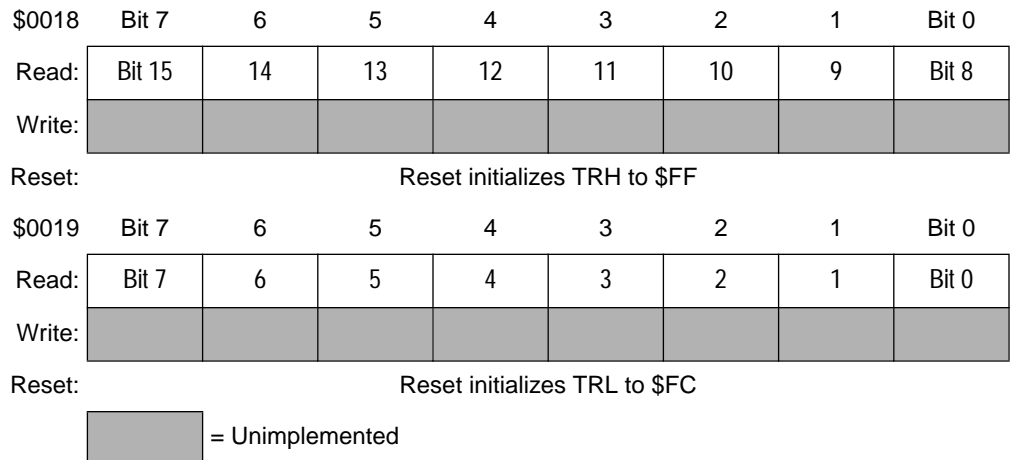 $0018 Bit 7 6 5 4 3 2 1 Bit 0
Read: Bit 15 14 13 12 11 10 9 Bit 8
Write:
Reset: Reset initializes TRH to $FF
$0019 Bit 7 6 5 4 3 2 1 Bit 0
Read: Bit 7 6 5 4 3 2 1 Bit 0
Write:
Reset: Reset initializes TRL to $FC
= Unimplemented